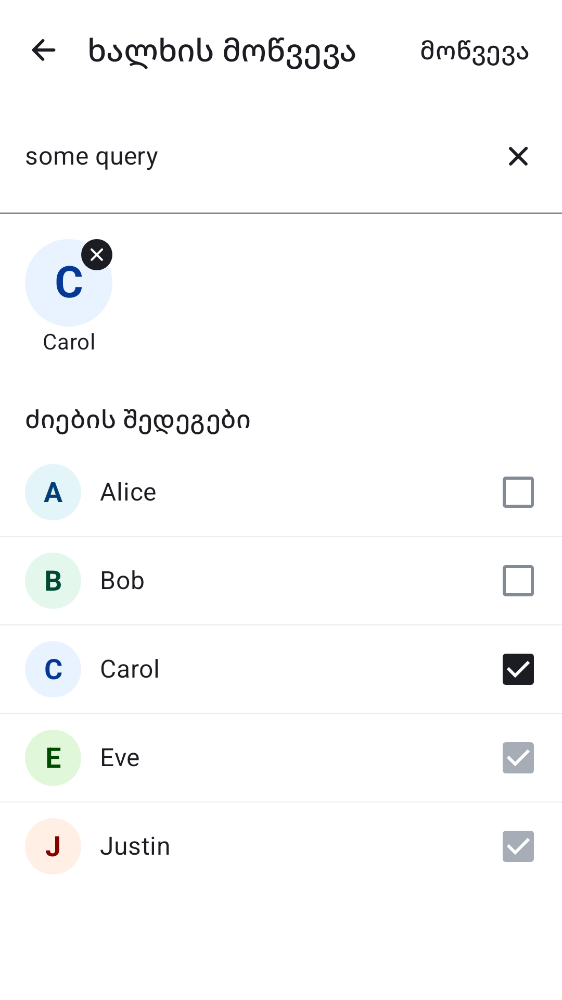 ხალხის მოწვევა
მოწვევა
some query
C
Carol
ძიების შედეგები
A Alice
B Bob
C Carol
E Eve
J Justin